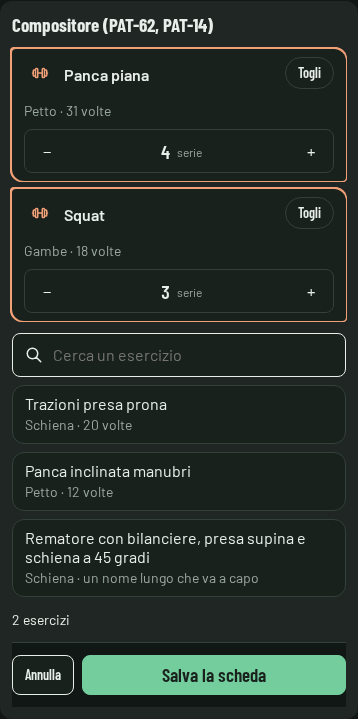 Compositore (PAT-62, PAT-14)
Panca piana
Togli
Petto · 31 volte
− 4 serie +
Squat
Togli
Gambe · 18 volte
− 3 serie +
Cerca un esercizio
Trazioni presa prona
Schiena · 20 volte
Panca inclinata manubri
Petto · 12 volte
Rematore con bilanciere, presa supina e
schiena a 45 gradi
Schiena · un nome lungo che va a capo
2 esercizi
Annulla
Salva la scheda